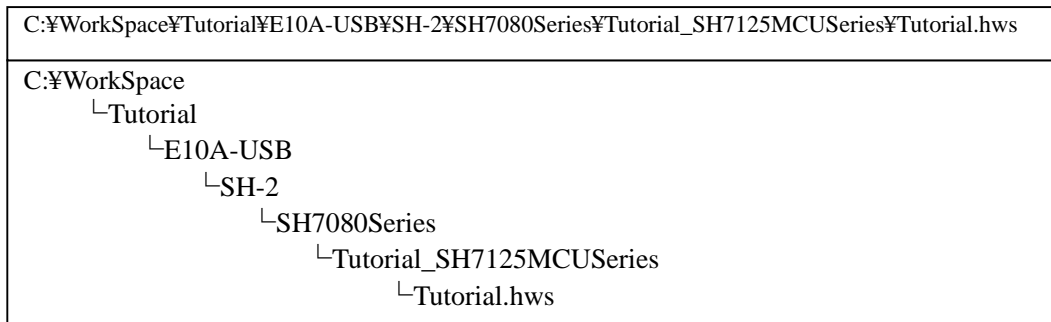 C:¥WorkSpace¥Tutorial¥E10A-USB¥SH-2¥SH7080Series¥Tutorial_SH7125MCUSeries¥Tutorial.hws
C:¥WorkSpace
└Tutorial
└E10A-USB
└SH-2
└SH7080Series
└Tutorial_SH7125MCUSeries
└Tutorial.hws